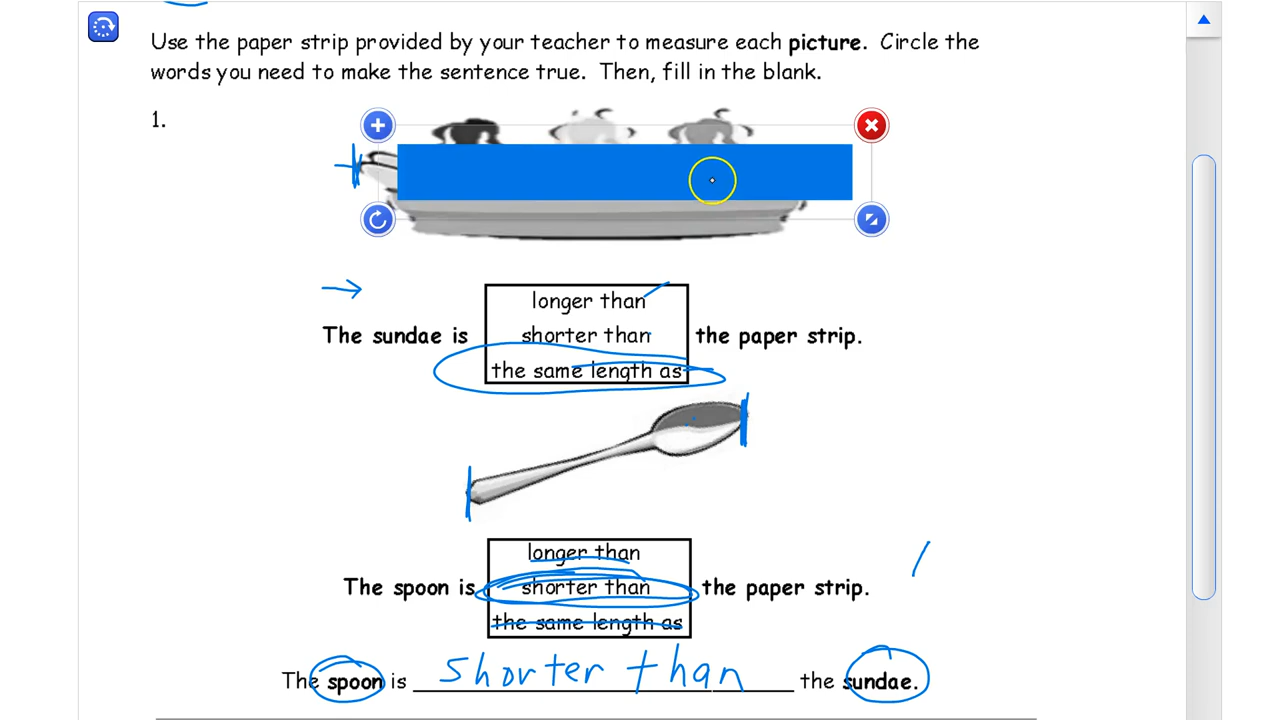 Use the paper strip provided by your teacher to measure each picture. Circle the
words you need to make the sentence true. Then, fill in the blank.
1.
longer than
The sundae is shorter than the paper strip.
the same length as
longer than
The spoon is shorter than the paper strip.
the same length as
The spoon is shorter than the sundae.